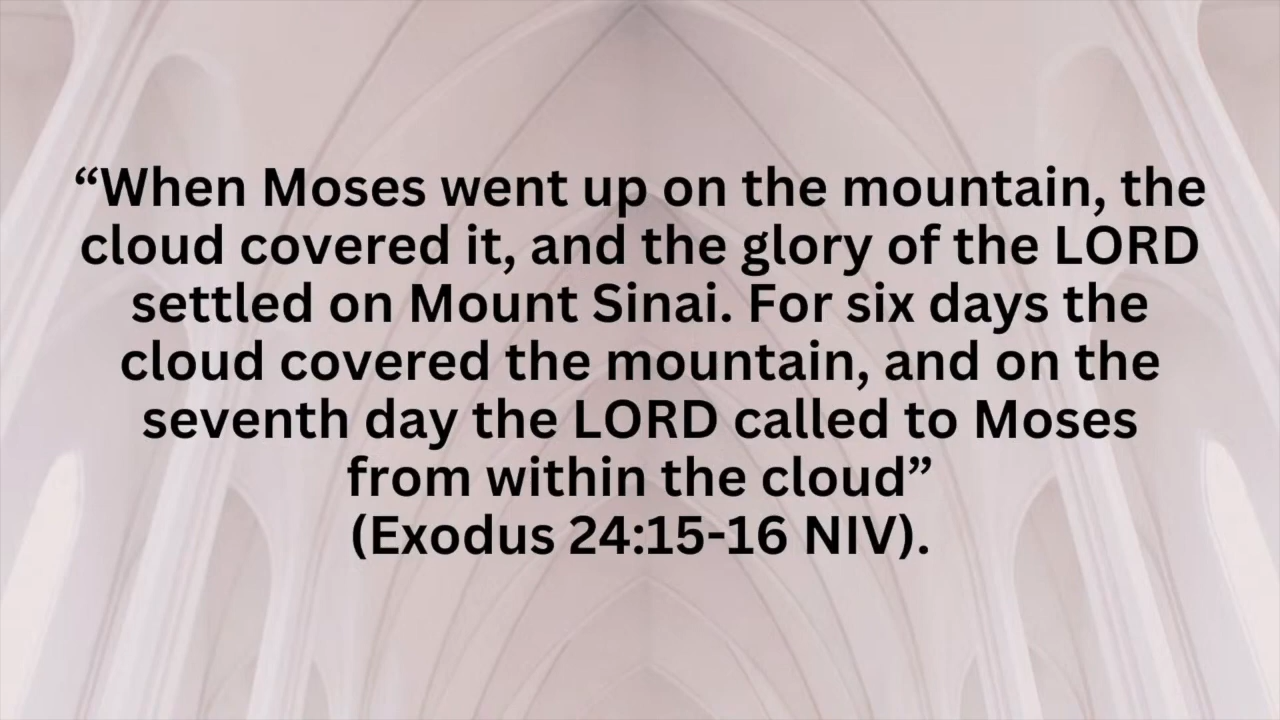 “When Moses went up on the mountain, the
cloud covered it, and the glory of the LORD
settled on Mount Sinai. For six days the
cloud covered the mountain, and on the
seventh day the LORD called to Moses
from within the cloud”
(Exodus 24:15-16 NIV).